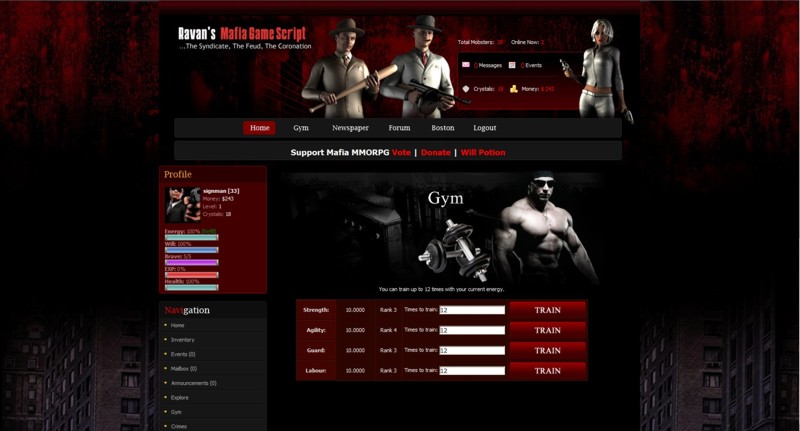 Ravan's Mafia Game Script
...The Syndicate, The Feud, The Coronation
Total Mobsters: Online Now: 2
0 Messages 0 Events
Crystals: 18 Money: $ 243
Home Gym Newspaper Forum Boston Logout
Support Mafia MMORPG Vote | Donate | Will Potion
Profile
signman [33]
Money: $243
Level: 1
Crystals: 18
Energy: 100%
Will: 100%
Brave: 5/5
EXP: 0%
Health: 100%
Navigation
Home
Inventory
Events (0)
Mailbox (0)
Announcements (0)
Explore
Gym
Crimes
Gym
You can train up to 12 times with your current energy.
Strength: 10.0000 Rank 3 Times to train: 12 TRAIN
Agility: 10.0000 Rank 4 Times to train: 12 TRAIN
Guard: 10.0000 Rank 3 Times to train: 12 TRAIN
Labour: 10.0000 Rank 3 Times to train: 12 TRAIN